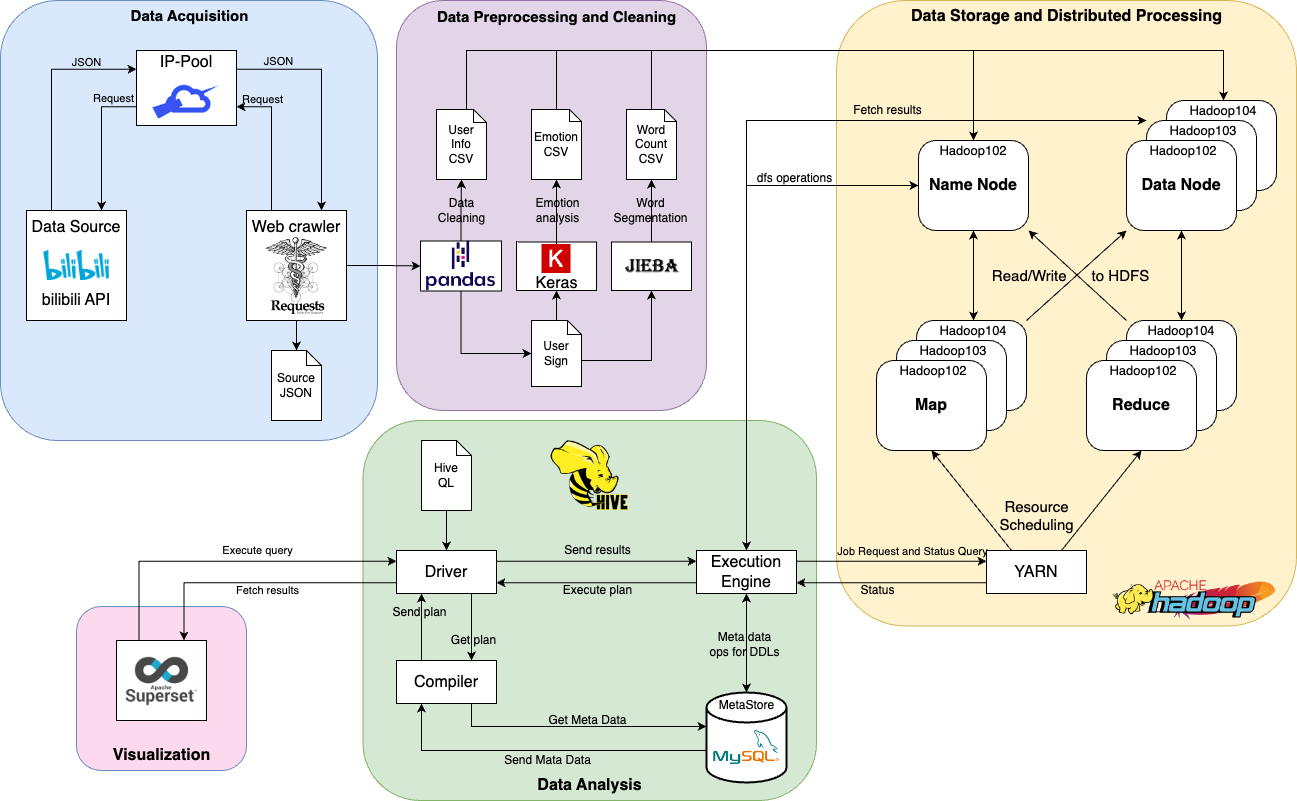 Data Acquisition
JSON
IP-Pool
JSON
Request
Request
Data Source
bilibili
bilibili API
Web crawler
Requests
Source
JSON
Data Preprocessing and Cleaning
User
Info
CSV
Emotion
CSV
Word
Count
CSV
Data
Cleaning
Emotion
analysis
Word
Segmentation
pandas
K
Keras
JIEBA
User
Sign
Data Storage and Distributed Processing
Fetch results
dfs operations
Hadoop102
Name Node
Hadoop104
Hadoop103
Hadoop102
Data Node
Read/Write
to HDFS
Hadoop104
Hadoop103
Hadoop102
Map
Hadoop104
Hadoop103
Hadoop102
Reduce
Resource
Scheduling
YARN
Job Request and Status Query
Status
APACHE
hadoop
Hive
QL
HIVE
Driver
Send results
Execute plan
Execution
Engine
Send plan
Get plan
Compiler
Meta data
ops for DDLs
Get Meta Data
Send Mata Data
MetaStore
MySQL
Data Analysis
Execute query
Fetch results
Apache
Superset
Visualization